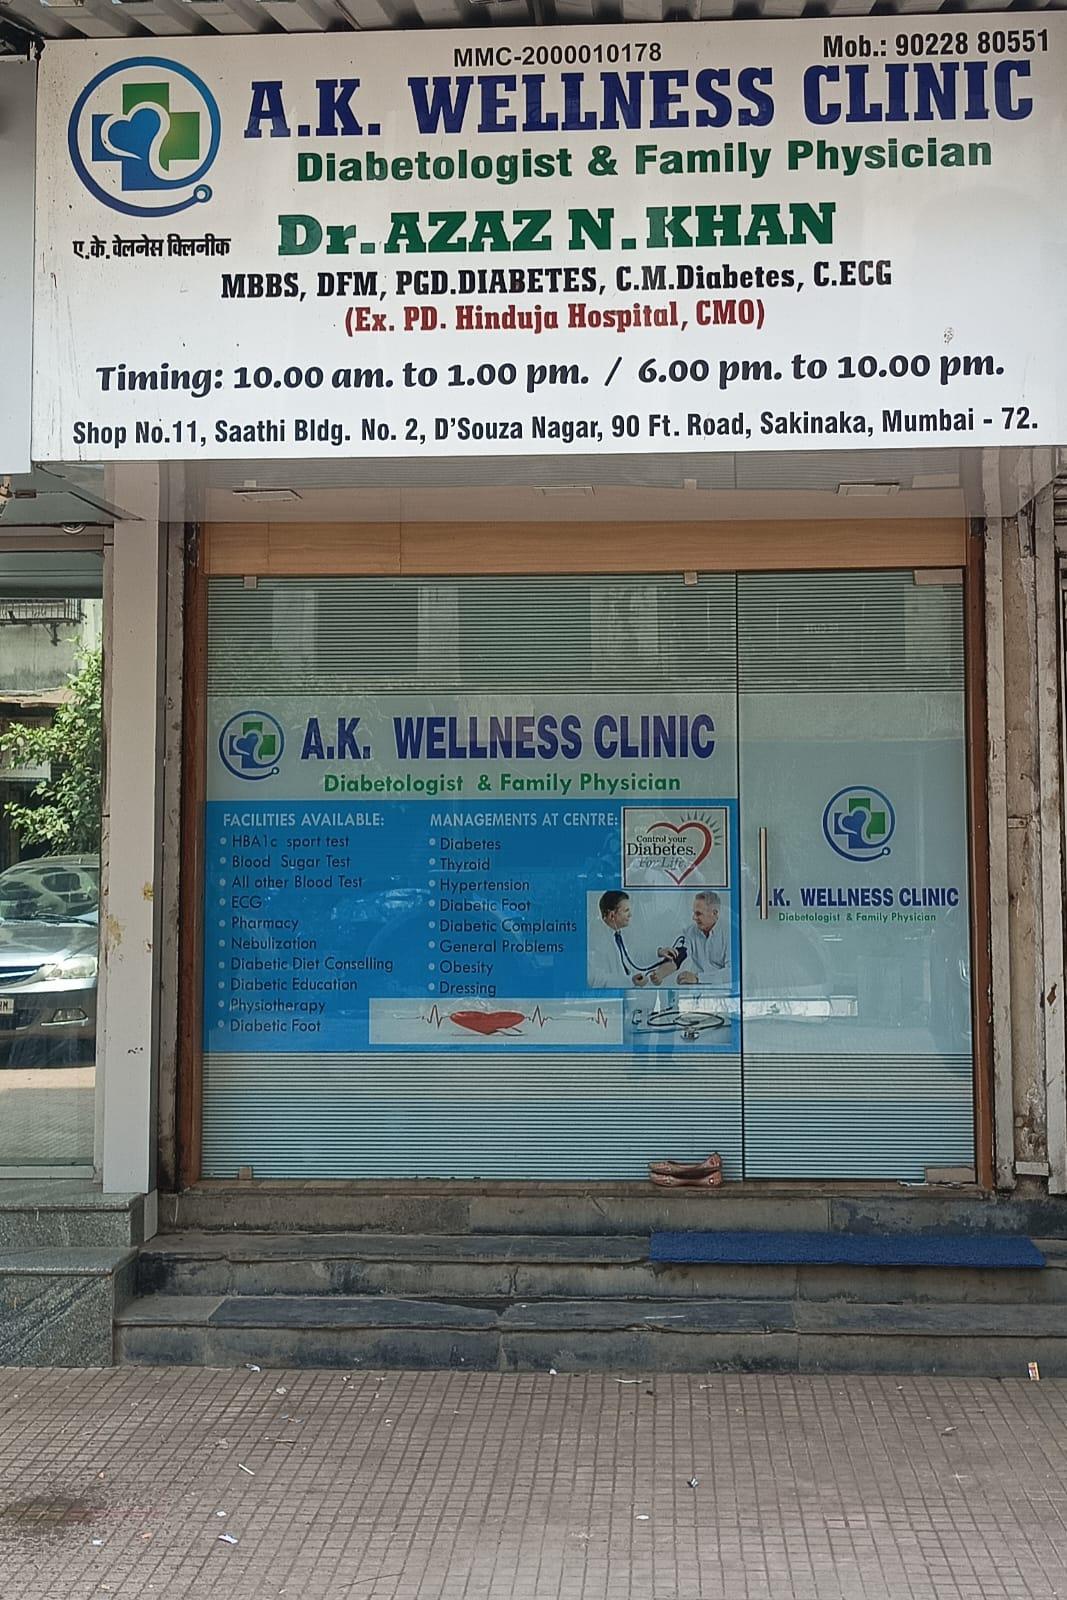 MMC-2000010178
Mob.: 90228 80551
A.K. WELLNESS CLINIC
Diabetologist & Family Physician
ए.के.वेलनेस क्लिनीक
Dr. AZAZ N. KHAN
MBBS, DFM, PGD.DIABETES, C.M.Diabetes, C.ECG
(Ex. PD. Hinduja Hospital, CMO)
Timing: 10.00 am. to 1.00 pm. / 6.00 pm. to 10.00 pm.
Shop No.11, Saathi Bldg. No. 2, D'Souza Nagar, 90 Ft. Road, Sakinaka, Mumbai - 72.
A.K. WELLNESS CLINIC
Diabetologist & Family Physician
FACILITIES AVAILABLE:
HBA1c sport test
Blood Sugar Test
All other Blood Test
ECG
Pharmacy
Nebulization
Diabetic Diet Conselling
Diabetic Education
Physiotherapy
Diabetic Foot
MANAGEMENTS AT CENTRE:
Diabetes
Thyroid
Hypertension
Diabetic Foot
Diabetic Complaints
General Problems
Obesity
Dressing
Control your
Diabetes.
For Life.
A.K. WELLNESS CLINIC
Diabetologist & Family Physician